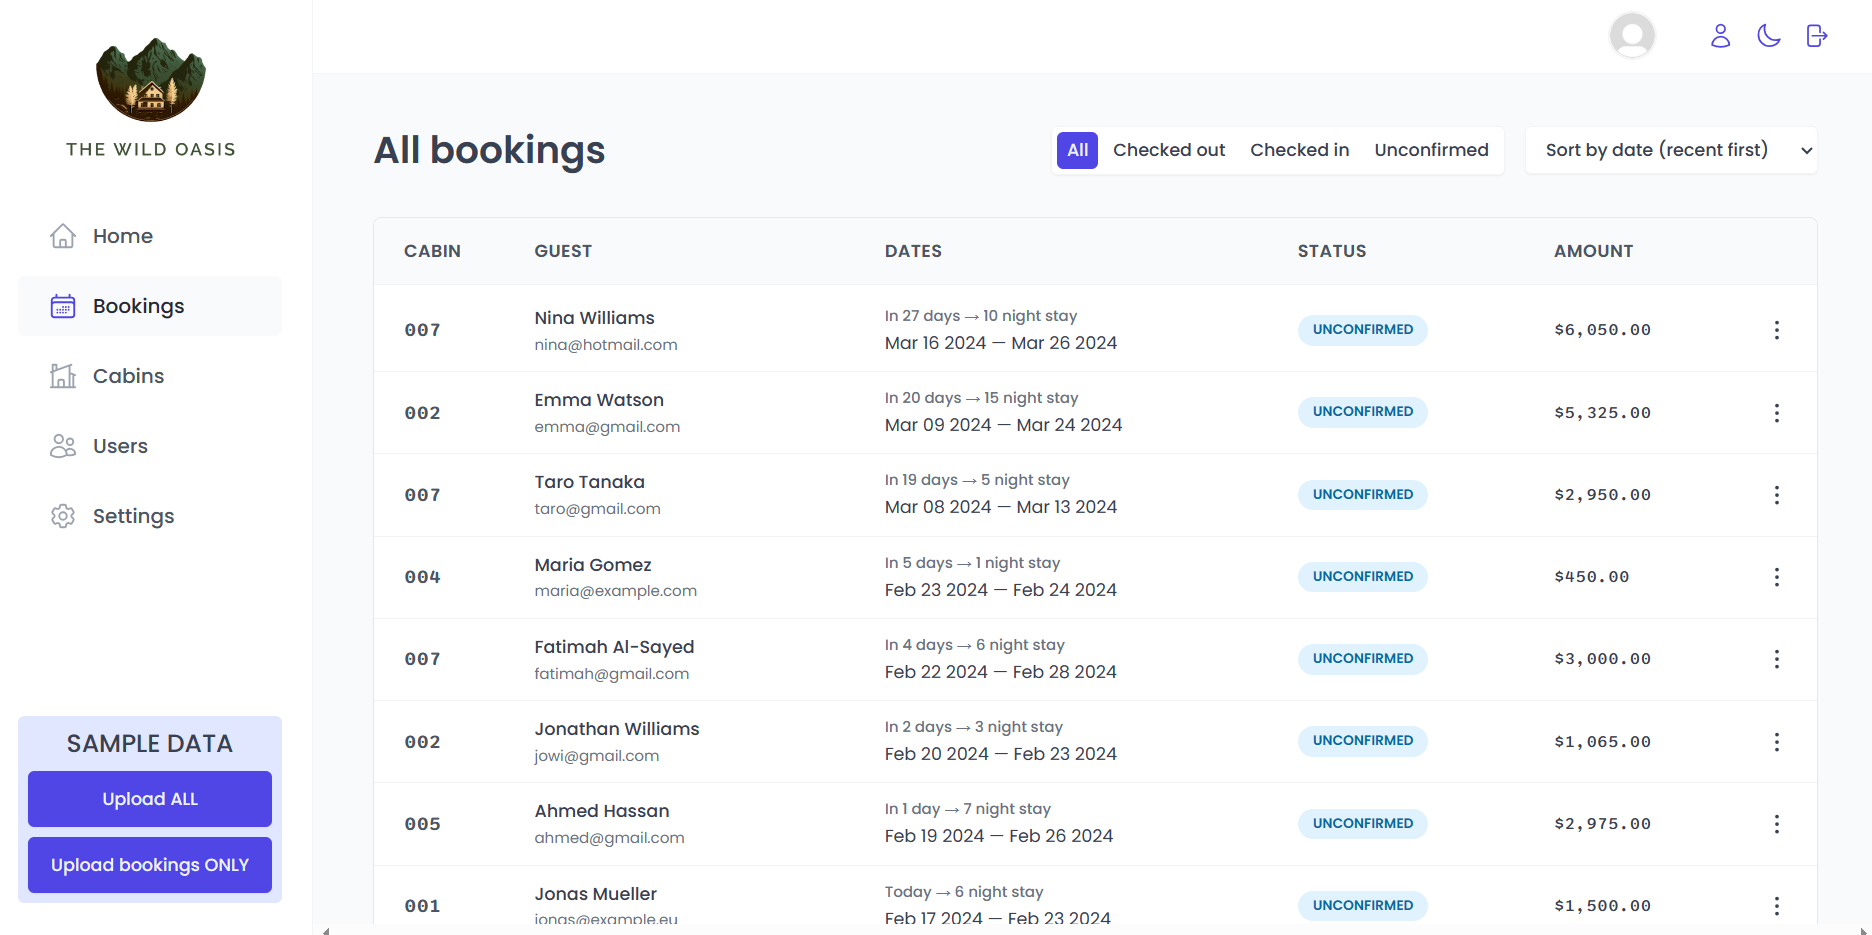 THE WILD OASIS
Home
Bookings
Cabins
Users
Settings
SAMPLE DATA
Upload ALL
Upload bookings ONLY
All bookings
All Checked out Checked in Unconfirmed
Sort by date (recent first)
CABIN GUEST DATES STATUS AMOUNT
007 Nina Williams In 27 days → 10 night stay UNCONFIRMED $6,050.00
nina@hotmail.com Mar 16 2024 — Mar 26 2024
002 Emma Watson In 20 days → 15 night stay UNCONFIRMED $5,325.00
emma@gmail.com Mar 09 2024 — Mar 24 2024
007 Taro Tanaka In 19 days → 5 night stay UNCONFIRMED $2,950.00
taro@gmail.com Mar 08 2024 — Mar 13 2024
004 Maria Gomez In 5 days → 1 night stay UNCONFIRMED $450.00
maria@example.com Feb 23 2024 — Feb 24 2024
007 Fatimah Al-Sayed In 4 days → 6 night stay UNCONFIRMED $3,000.00
fatimah@gmail.com Feb 22 2024 — Feb 28 2024
002 Jonathan Williams In 2 days → 3 night stay UNCONFIRMED $1,065.00
jowi@gmail.com Feb 20 2024 — Feb 23 2024
005 Ahmed Hassan In 1 day → 7 night stay UNCONFIRMED $2,975.00
ahmed@gmail.com Feb 19 2024 — Feb 26 2024
001 Jonas Mueller Today → 6 night stay UNCONFIRMED $1,500.00
jonas@example.eu Feb 17 2024 — Feb 23 2024